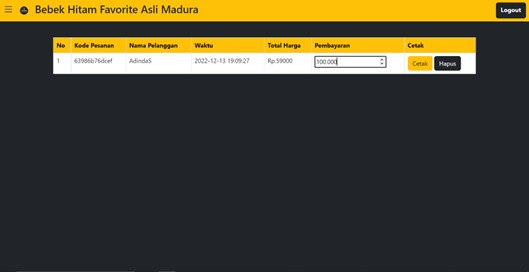 Bebek Hitam Favorite Asli Madura
Logout
No Kode Pesanan Nama Pelanggan Waktu Total Harga Pembayaran Cetak
1 63986b76dcef AdindaS 2022-12-13 19:09:27 Rp.59000 100.000 Cetak Hapus